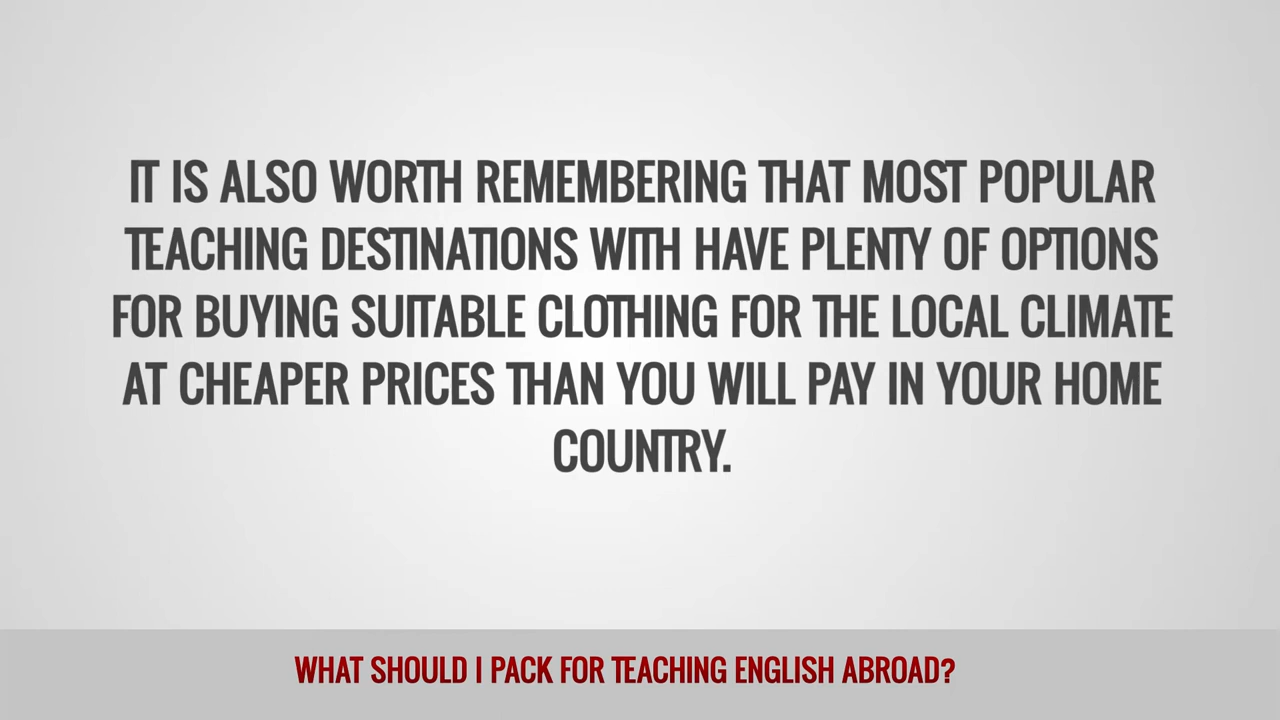 IT IS ALSO WORTH REMEMBERING THAT MOST POPULAR
TEACHING DESTINATIONS WITH HAVE PLENTY OF OPTIONS
FOR BUYING SUITABLE CLOTHING FOR THE LOCAL CLIMATE
AT CHEAPER PRICES THAN YOU WILL PAY IN YOUR HOME
COUNTRY.
WHAT SHOULD I PACK FOR TEACHING ENGLISH ABROAD?